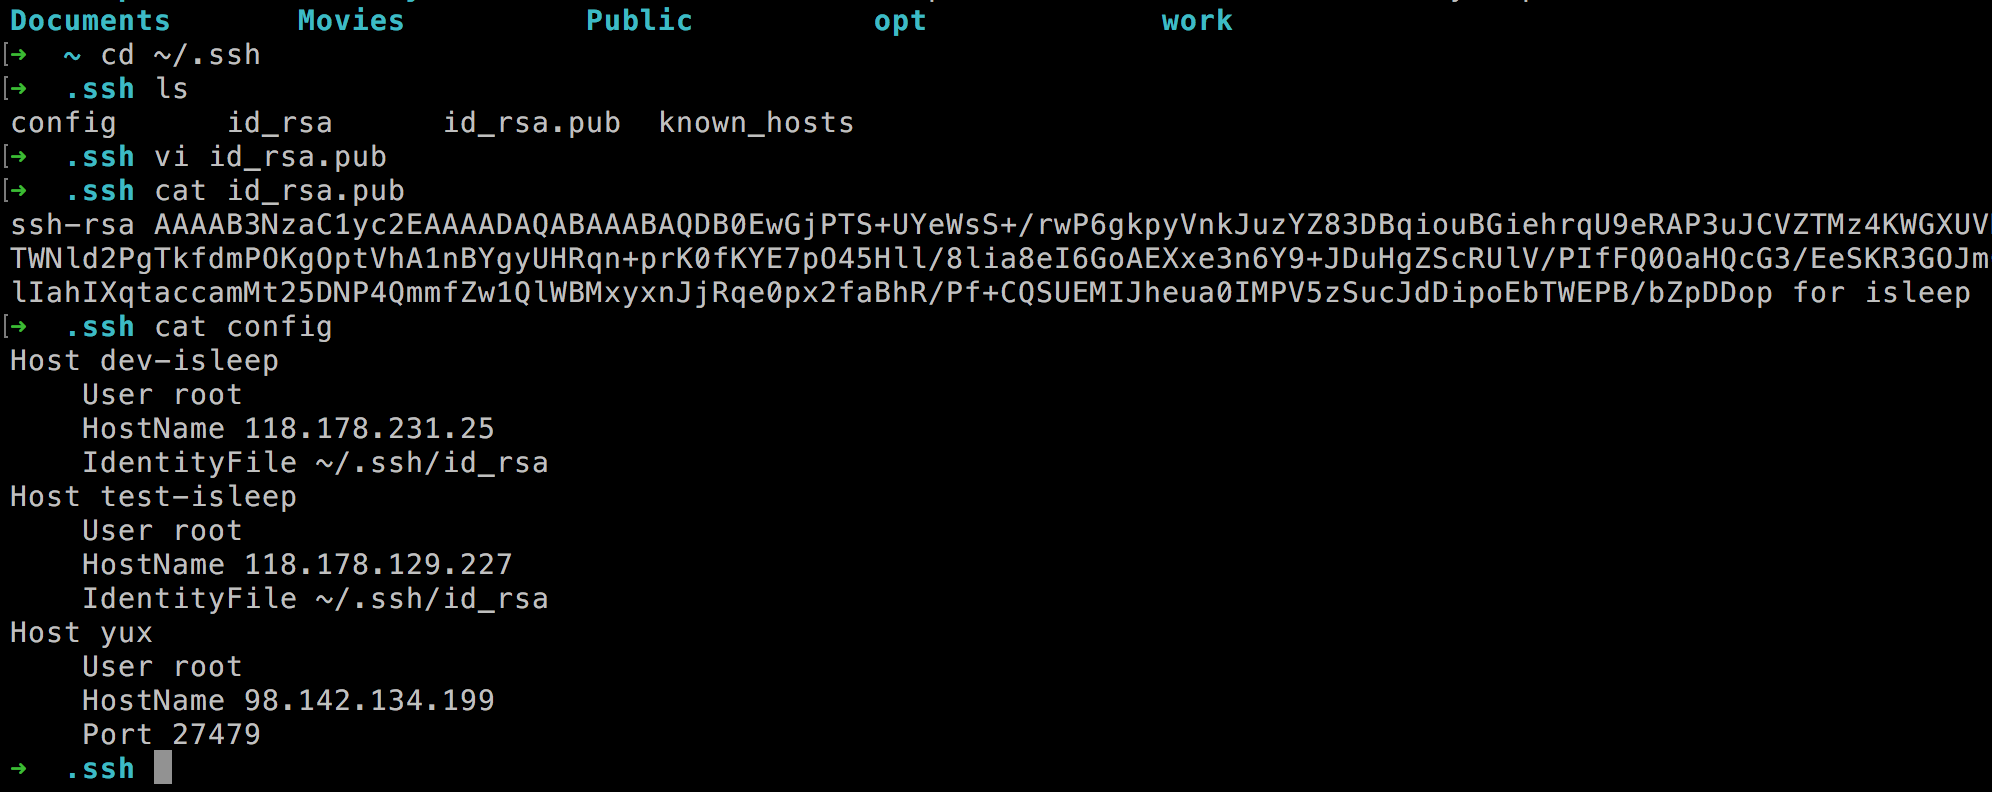 Documents Movies Public opt work
[➜ ~ cd ~/.ssh
[➜ .ssh ls
config id_rsa id_rsa.pub known_hosts
[➜ .ssh vi id_rsa.pub
[➜ .ssh cat id_rsa.pub
ssh-rsa AAAAB3NzaC1yc2EAAAADAQABAAABAQDB0EwGjPTS+UYeWsS+/rwP6gkpyVnkJuzYZ83DBqiouBGiehrqU9eRAP3uJCVZTMz4KWGXUV
TWNld2PgTkfdmPOKgOptVhA1nBYgyUHRqn+prK0fKYE7pO45Hll/8lia8eI6GoAEXxe3n6Y9+JDuHgZScRUlV/PIfFQ0OaHQcG3/EeSKR3GOJm
lIahIXqtaccamMt25DNP4QmmfZw1QlWBMxyxnJjRqe0px2faBhR/Pf+CQSUEMIJheua0IMPV5zSucJdDipoEbTWEPB/bZpDDop for isleep
[➜ .ssh cat config
Host dev-isleep
    User root
    HostName 118.178.231.25
    IdentityFile ~/.ssh/id_rsa
Host test-isleep
    User root
    HostName 118.178.129.227
    IdentityFile ~/.ssh/id_rsa
Host yux
    User root
    HostName 98.142.134.199
    Port 27479
➜ .ssh